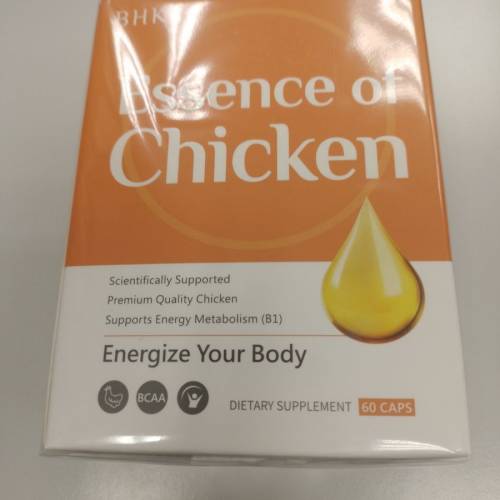 BHK
Essence of
Chicken
Scientifically Supported
Premium Quality Chicken
Supports Energy Metabolism (B1)
Energize Your Body
BCAA
DIETARY SUPPLEMENT 60 CAPS